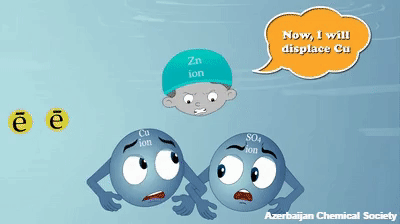 Now, I will
displace Cu
Zn
ion
ē ē
Cu
ion
SO₄
ion
Azerbaijan Chemical Society